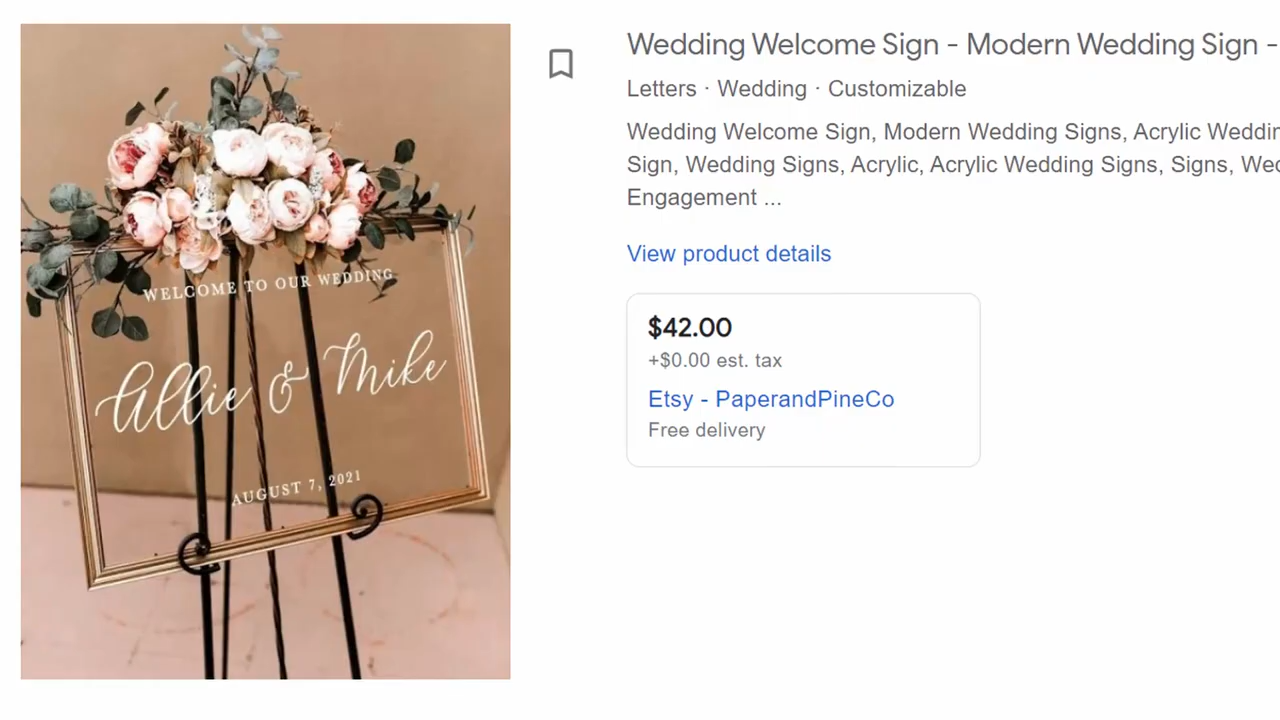 WELCOME TO OUR WEDDING
Allie & Mike
AUGUST 7, 2021
Wedding Welcome Sign - Modern Wedding Sign -
Letters · Wedding · Customizable
Wedding Welcome Sign, Modern Wedding Signs, Acrylic
Sign, Wedding Signs, Acrylic, Acrylic Wedding Signs, Signs,
Engagement ...
View product details
$42.00
+$0.00 est. tax
Etsy - PaperandPineCo
Free delivery